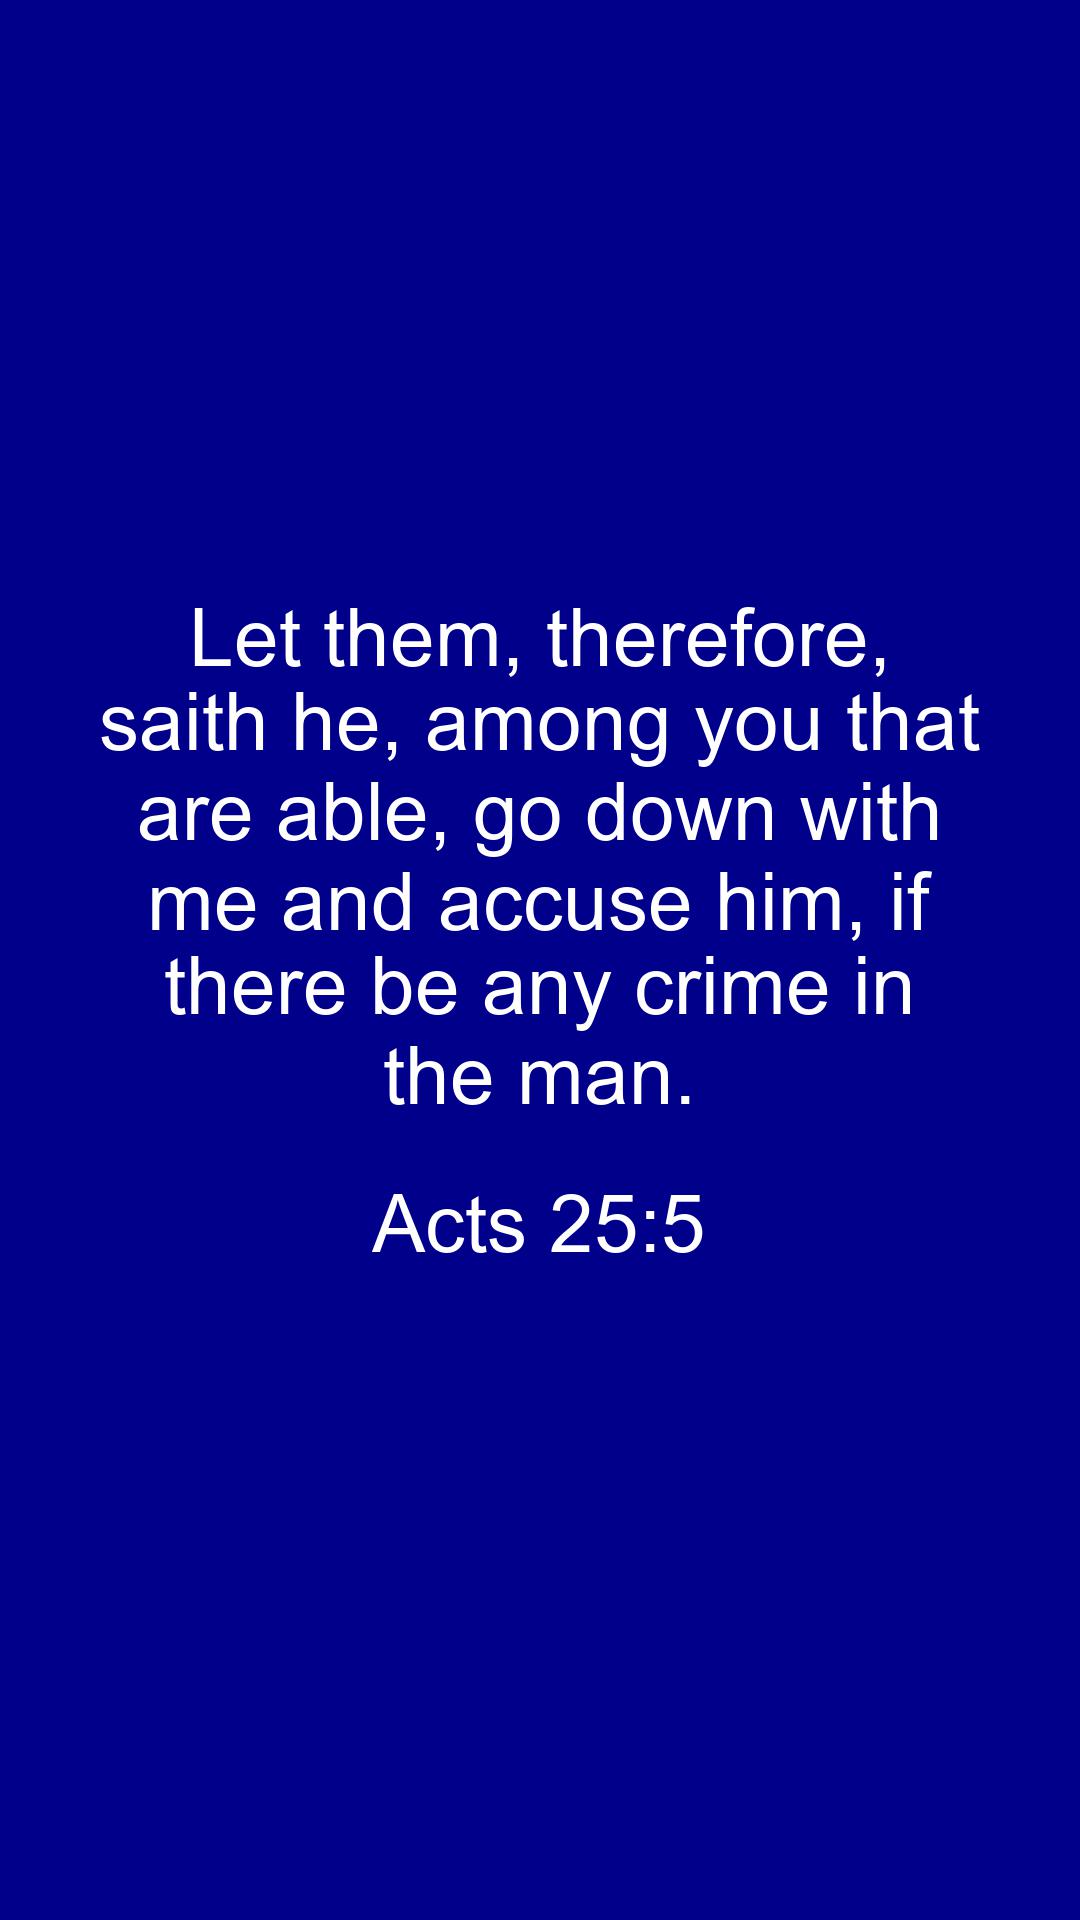 Let them, therefore,
saith he, among you that
are able, go down with
me and accuse him, if
there be any crime in
the man.
Acts 25:5